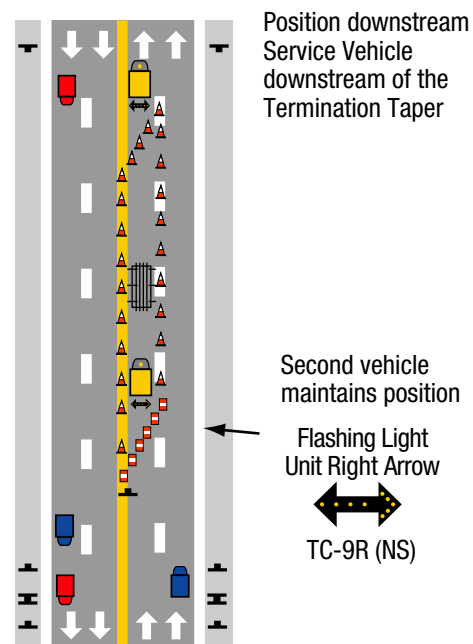 Position downstream
Service Vehicle
downstream of the
Termination Taper
Second vehicle
maintains position
Flashing Light
Unit Right Arrow
TC-9R (NS)